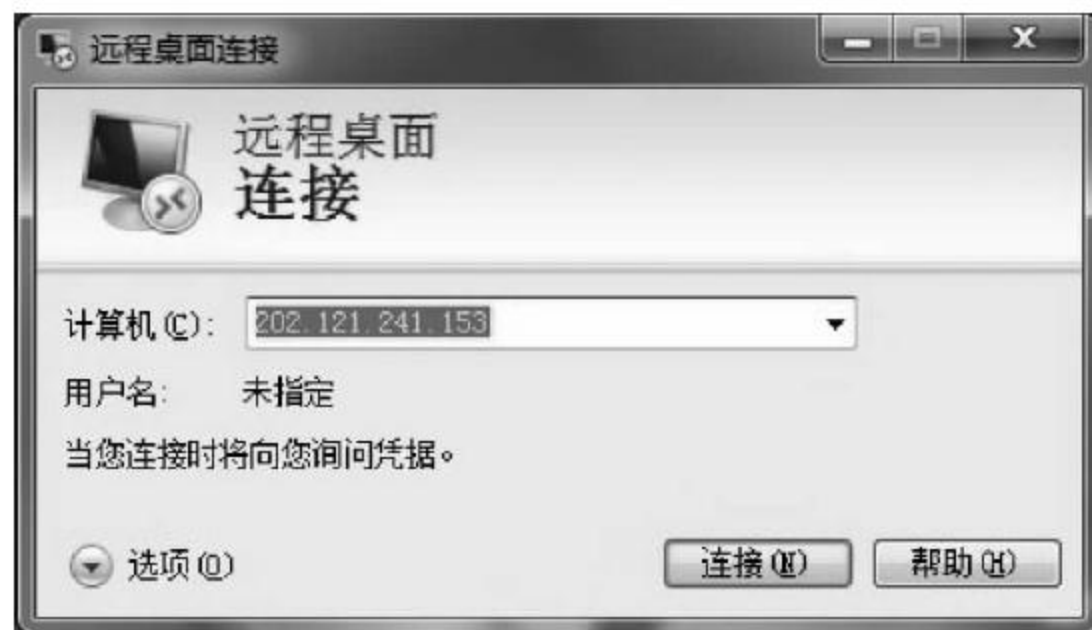 远程桌面连接
远程桌面
连接
计算机(C): 202.121.241.153
用户名: 未指定
当您连接时将向您询问凭据。
选项(O)
连接(N) 帮助(H)